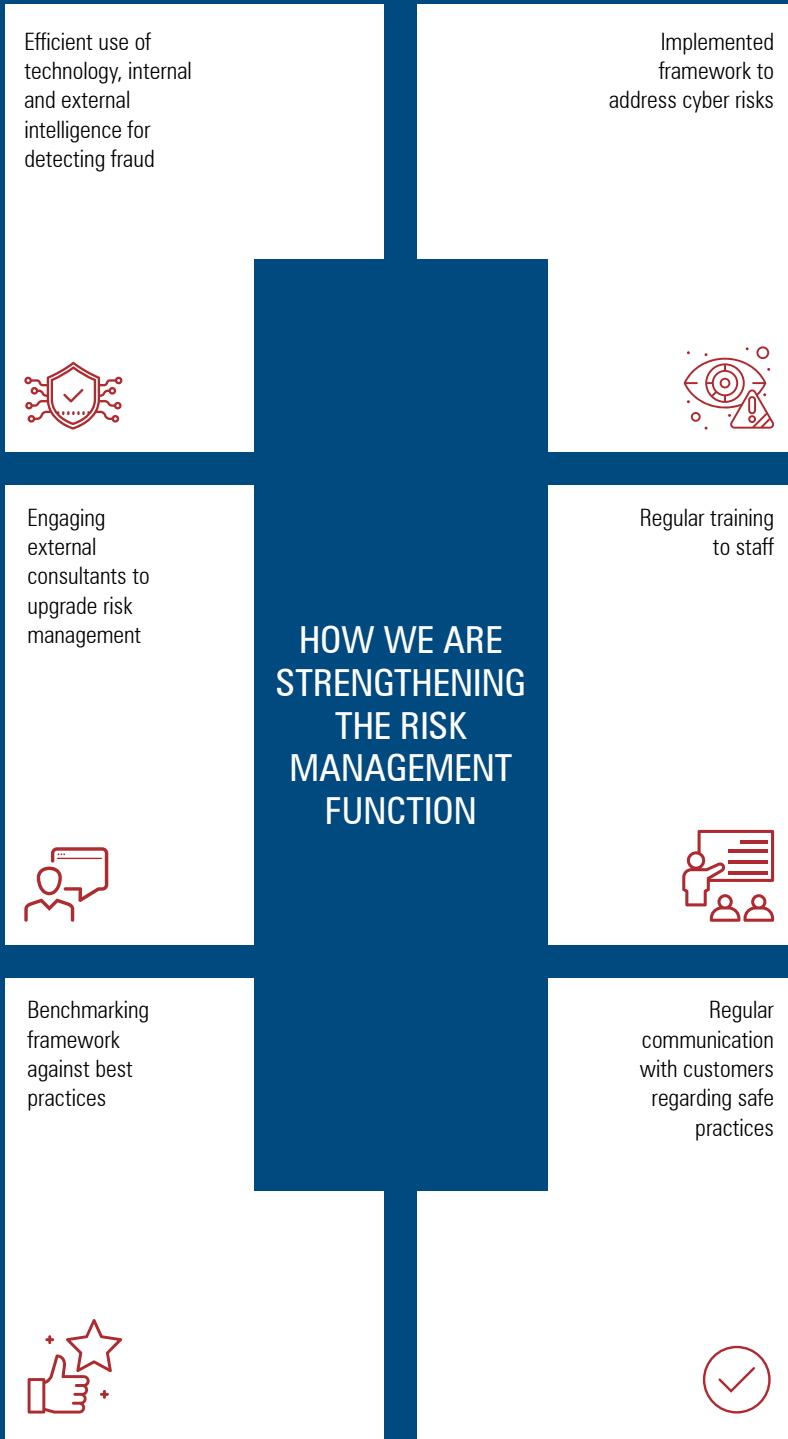 Efficient use of
technology, internal
and external
intelligence for
detecting fraud
Implemented
framework to
address cyber risks
Engaging
external
consultants to
upgrade risk
management
HOW WE ARE
STRENGTHENING
THE RISK
MANAGEMENT
FUNCTION
Regular training
to staff
Benchmarking
framework
against best
practices
Regular
communication
with customers
regarding safe
practices